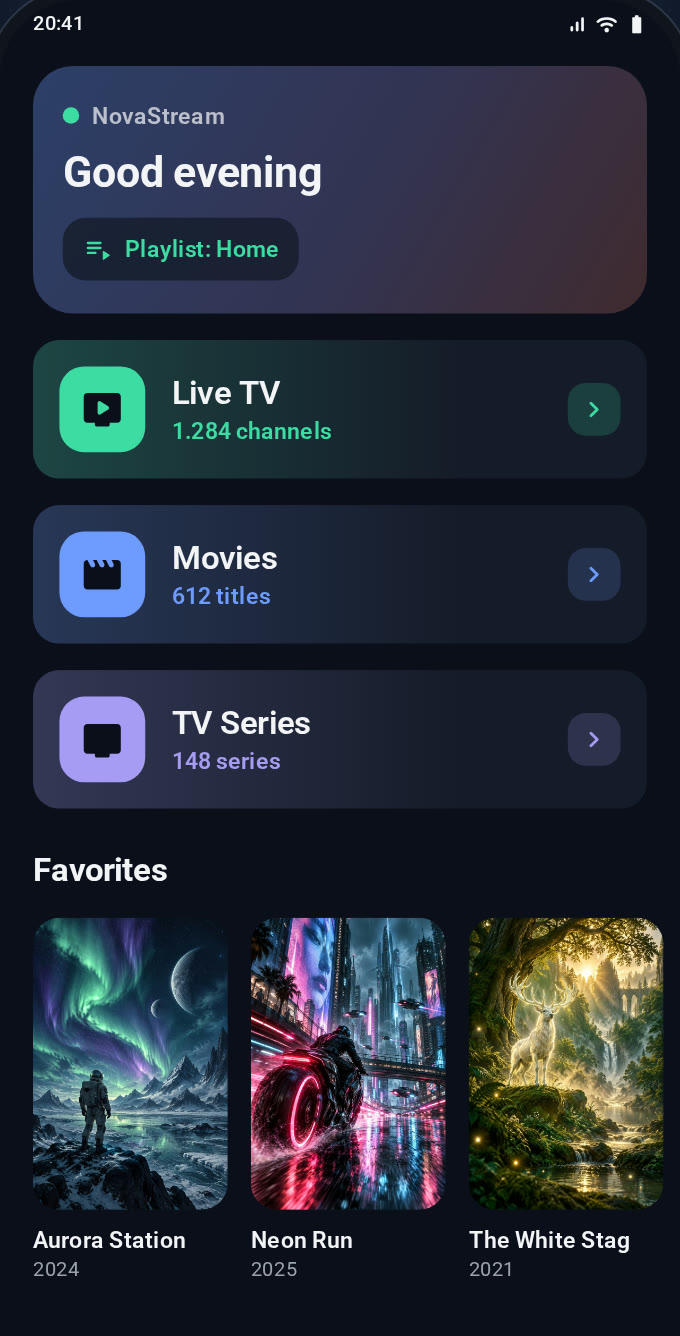 20:41
NovaStream
Good evening
Playlist: Home
Live TV
1.284 channels
Movies
612 titles
TV Series
148 series
Favorites
Aurora Station
2024
Neon Run
2025
The White Stag
2021